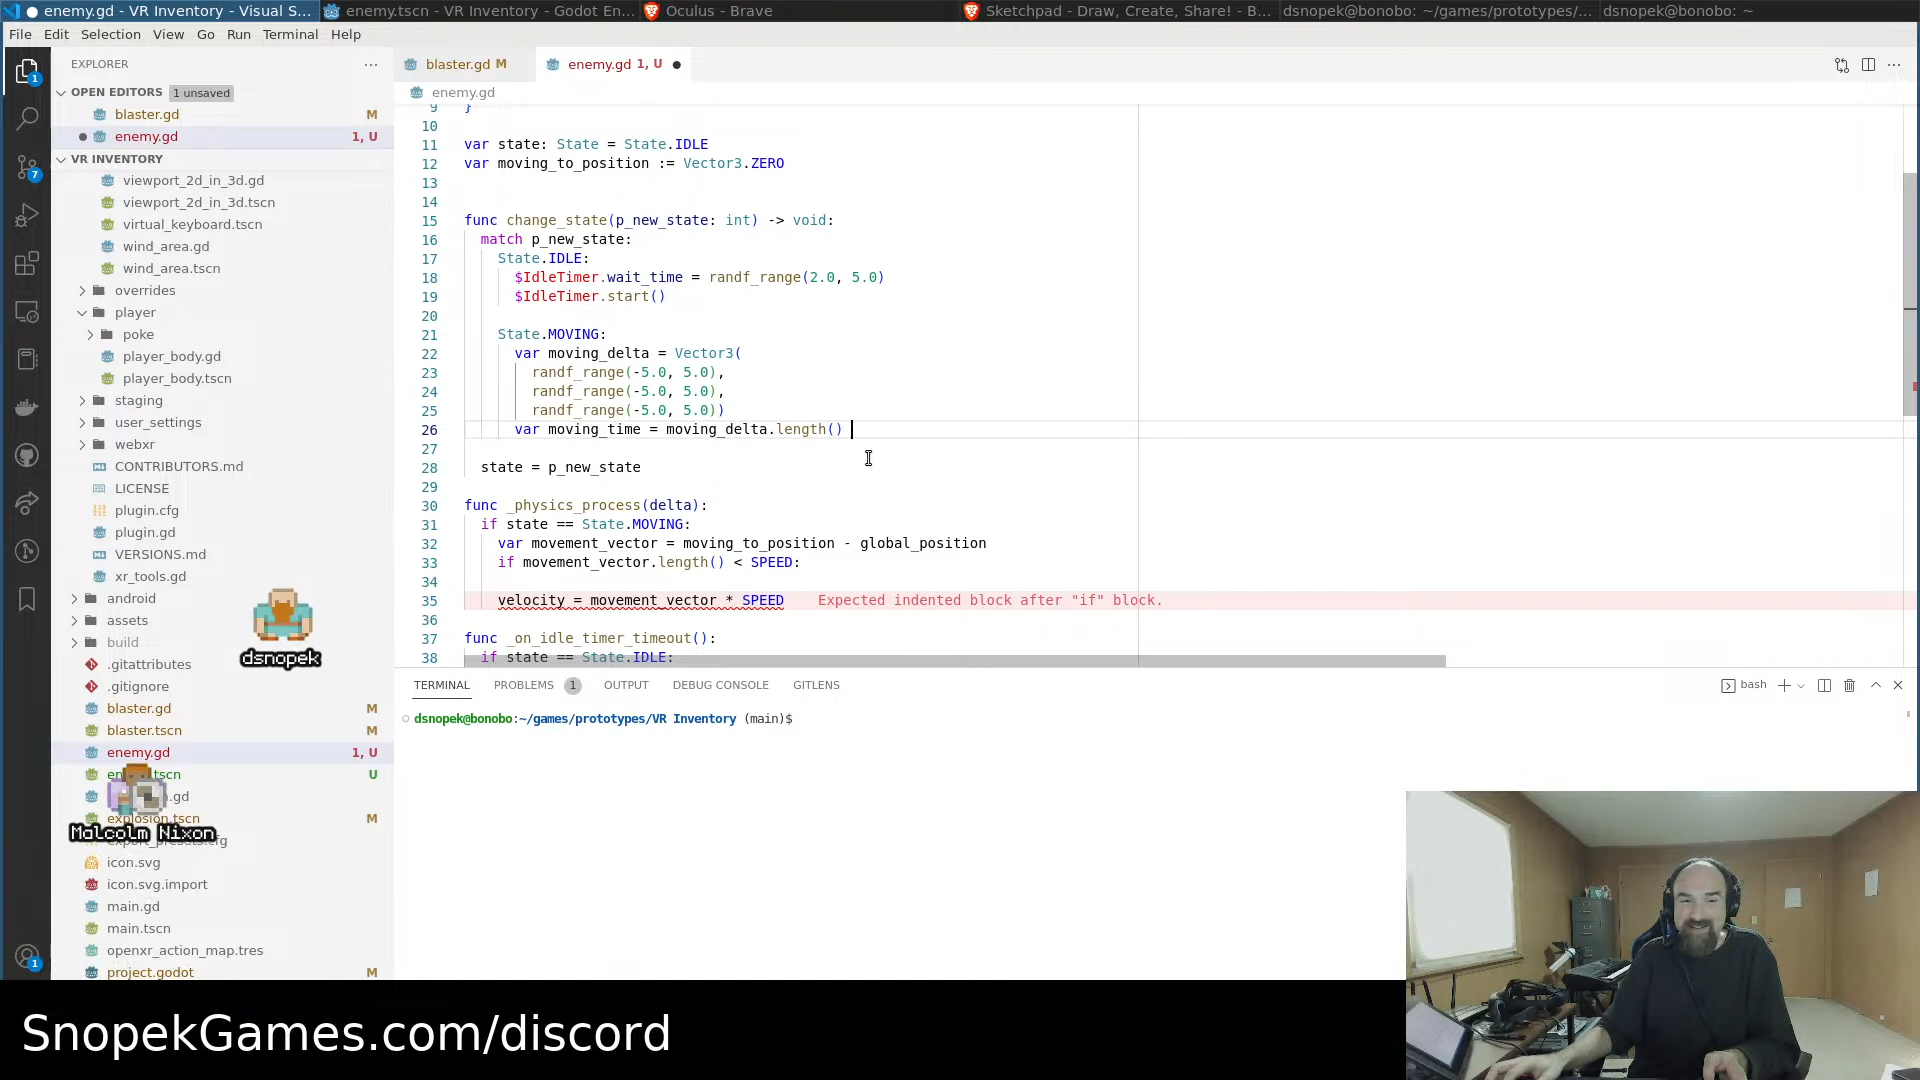 enemy.gd - VR Inventory - Visual S...
enemy.tscn - VR Inventory - Godot En...
Oculus - Brave
Sketchpad - Draw, Create, Share! - B...
dsnopek@bonobo: ~/games/prototypes/...
dsnopek@bonobo: ~
File Edit Selection View Go Run Terminal Help
EXPLORER
OPEN EDITORS 1 unsaved
blaster.gd M
enemy.gd 1, U
VR INVENTORY
viewport_2d_in_3d.gd
viewport_2d_in_3d.tscn
virtual_keyboard.tscn
wind_area.gd
wind_area.tscn
overrides
player
poke
player_body.gd
player_body.tscn
staging
user_settings
webxr
CONTRIBUTORS.md
LICENSE
plugin.cfg
plugin.gd
VERSIONS.md
xr_tools.gd
android
assets
build
.gitattributes
.gitignore
blaster.gd M
blaster.tscn M
enemy.gd 1, U
tscn U
.gd
explosion.tscn M
export_presets.cfg
icon.svg
icon.svg.import
main.gd
main.tscn
openxr_action_map.tres
project.godot M
1
7
1
dsnopek
Malcolm Nixon
blaster.gd M
enemy.gd 1, U
enemy.gd
9 }
10
11 var state: State = State.IDLE
12 var moving_to_position := Vector3.ZERO
13
14
15 func change_state(p_new_state: int) -> void:
16 match p_new_state:
17 State.IDLE:
18 $IdleTimer.wait_time = randf_range(2.0, 5.0)
19 $IdleTimer.start()
20
21 State.MOVING:
22 var moving_delta = Vector3(
23 randf_range(-5.0, 5.0),
24 randf_range(-5.0, 5.0),
25 randf_range(-5.0, 5.0))
26 var moving_time = moving_delta.length()
27
28 state = p_new_state
29
30 func _physics_process(delta):
31 if state == State.MOVING:
32 var movement_vector = moving_to_position - global_position
33 if movement_vector.length() < SPEED:
34
35 velocity = movement_vector * SPEED Expected indented block after "if" block.
36
37 func _on_idle_timer_timeout():
38 if state == State.IDLE:
TERMINAL PROBLEMS 1 OUTPUT DEBUG CONSOLE GITLENS
bash
dsnopek@bonobo:~/games/prototypes/VR Inventory (main)$
SnopekGames.com/discord